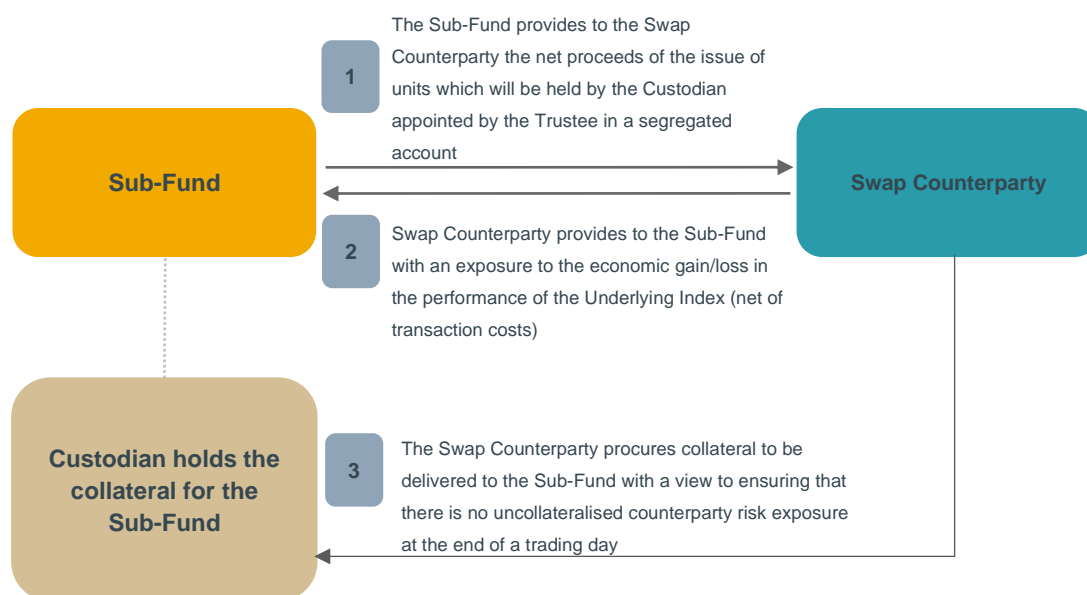 The Sub-Fund provides to the Swap
Counterparty the net proceeds of the issue of
units which will be held by the Custodian
appointed by the Trustee in a segregated
account
1
Sub-Fund
Swap Counterparty
2
Swap Counterparty provides to the Sub-Fund
with an exposure to the economic gain/loss in
the performance of the Underlying Index (net of
transaction costs)
Custodian holds the
collateral for the
Sub-Fund
3
The Swap Counterparty procures collateral to be
delivered to the Sub-Fund with a view to ensuring that
there is no uncollateralised counterparty risk exposure
at the end of a trading day